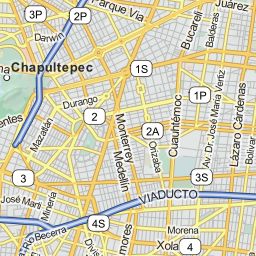 3P
2P
Parque Vía
Juárez
Bucareli
Balderas
Darwin
Chapultepec
1S
Durango
1P
2
Mazatlán
Monterrey
Medellín
2A
Orizaba
Cuauhtémoc
Av. Dr. José María Vertiz
Lázaro Cárdenas
Bolívar
3
3S
José Martí
Minería
VIADUCTO
4S
Río Becerra
Xola
4